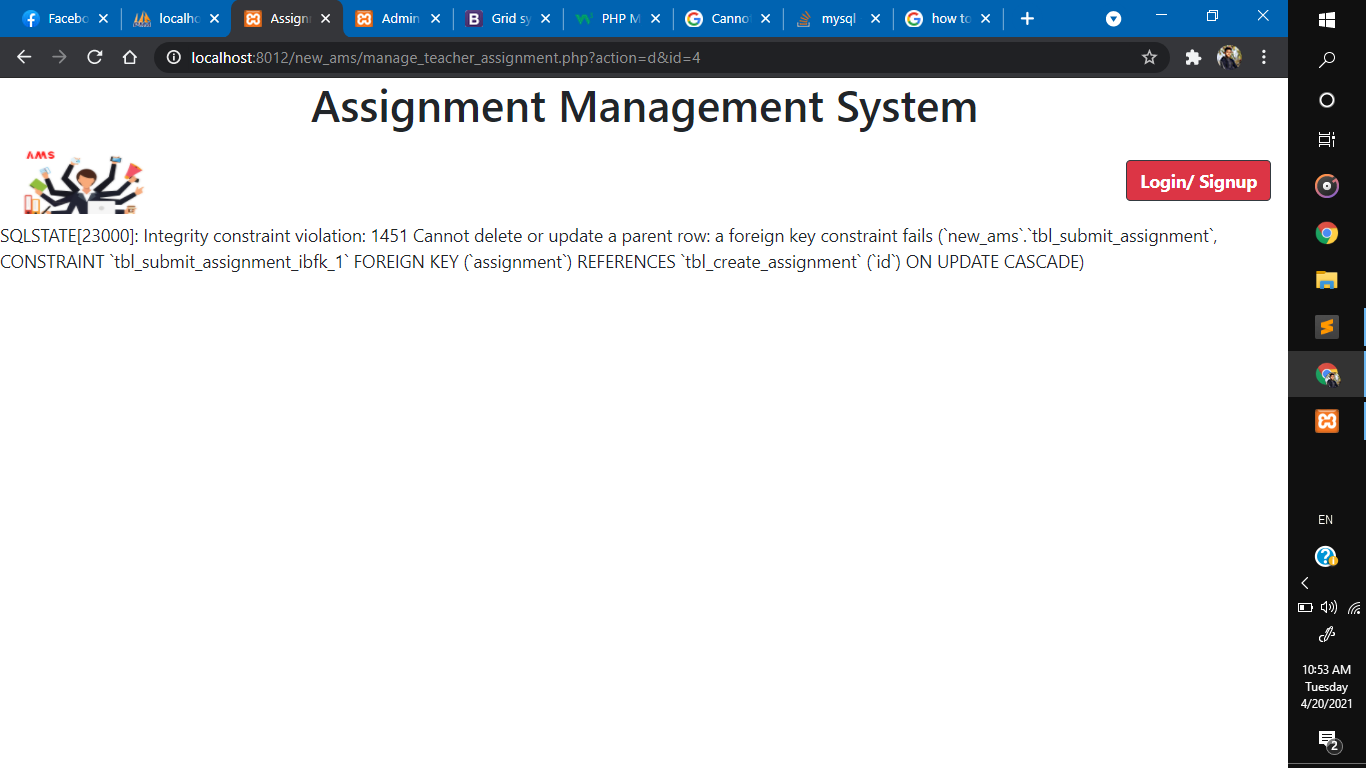 Facebo
localho
Assign
Admin
Grid sy
PHP M
Canno
mysql
how to
localhost:8012/new_ams/manage_teacher_assignment.php?action=d&id=4
Assignment Management System
AMS
Login/ Signup
SQLSTATE[23000]: Integrity constraint violation: 1451 Cannot delete or update a parent row: a foreign key constraint fails (`new_ams`.`tbl_submit_assignment`,
CONSTRAINT `tbl_submit_assignment_ibfk_1` FOREIGN KEY (`assignment`) REFERENCES `tbl_create_assignment` (`id`) ON UPDATE CASCADE)
EN
10:53 AM
Tuesday
4/20/2021
2